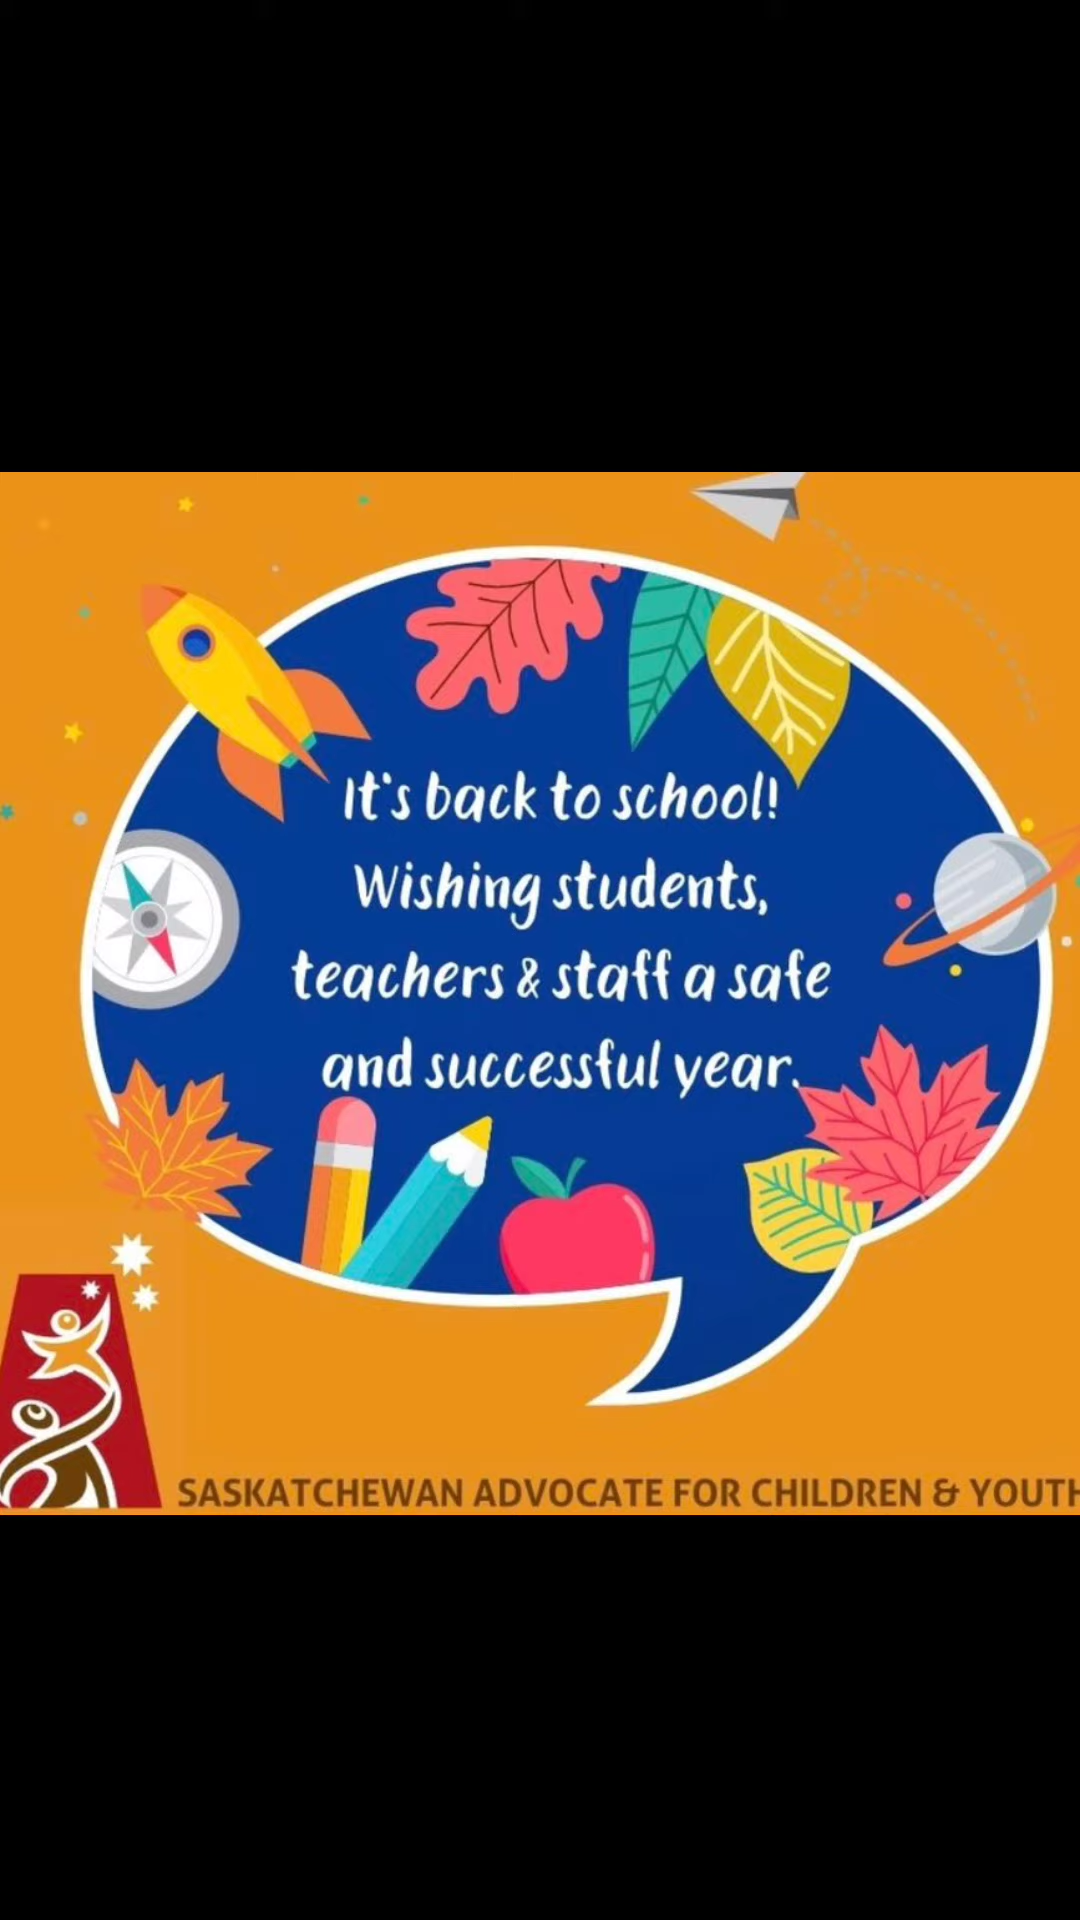 It's back to school!
Wishing students,
teachers & staff a safe
and successful year.
SASKATCHEWAN ADVOCATE FOR CHILDREN & YOUTH